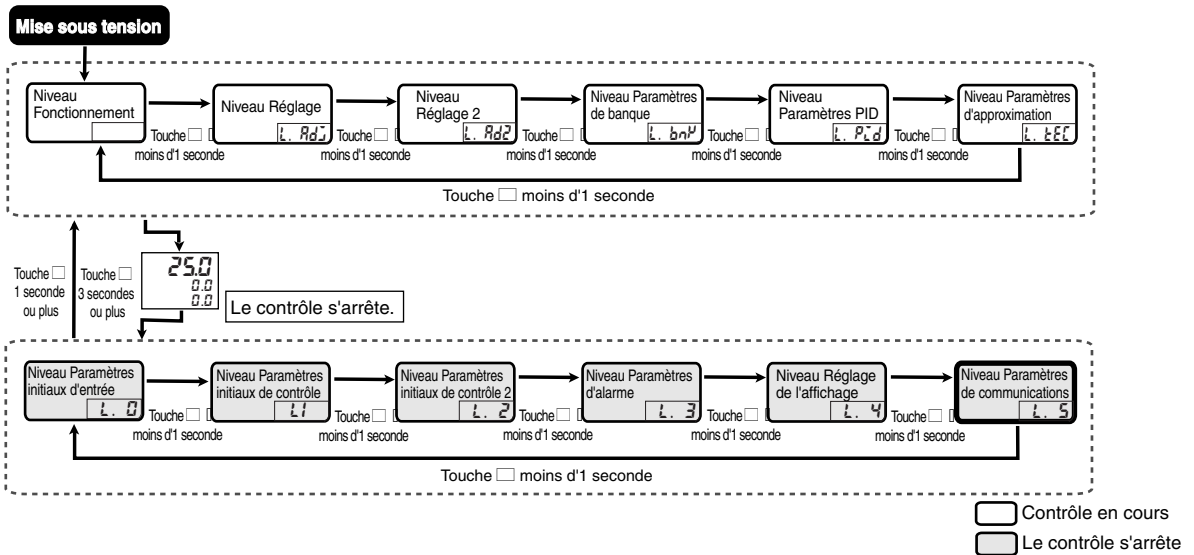 Mise sous tension
Niveau
Fonctionnement
Niveau Réglage
L. Adj
Niveau
Réglage 2
L. Ad2
Niveau Paramètres
de banque
L. bnk
Niveau
Paramètres PID
L. Pid
Niveau Paramètres
d'approximation
L. tEC
Touche
moins d'1 seconde
Touche
moins d'1 seconde
Touche
moins d'1 seconde
Touche
moins d'1 seconde
Touche
moins d'1 seconde
Touche moins d'1 seconde
Touche
1 seconde
ou plus
Touche
3 secondes
ou plus
25.0
0.0
0.0
Le contrôle s'arrête.
Niveau Paramètres
initiaux d'entrée
L. 0
Niveau Paramètres
initiaux de contrôle
L1
Niveau Paramètres
initiaux de contrôle 2
L. 2
Niveau Paramètres
d'alarme
L. 3
Niveau Réglage
de l'affichage
L. 4
Niveau Paramètres
de communications
L. 5
Touche
moins d'1 seconde
Touche
moins d'1 seconde
Touche
moins d'1 seconde
Touche
moins d'1 seconde
Touche
moins d'1 seconde
Touche moins d'1 seconde
Contrôle en cours
Le contrôle s'arrête